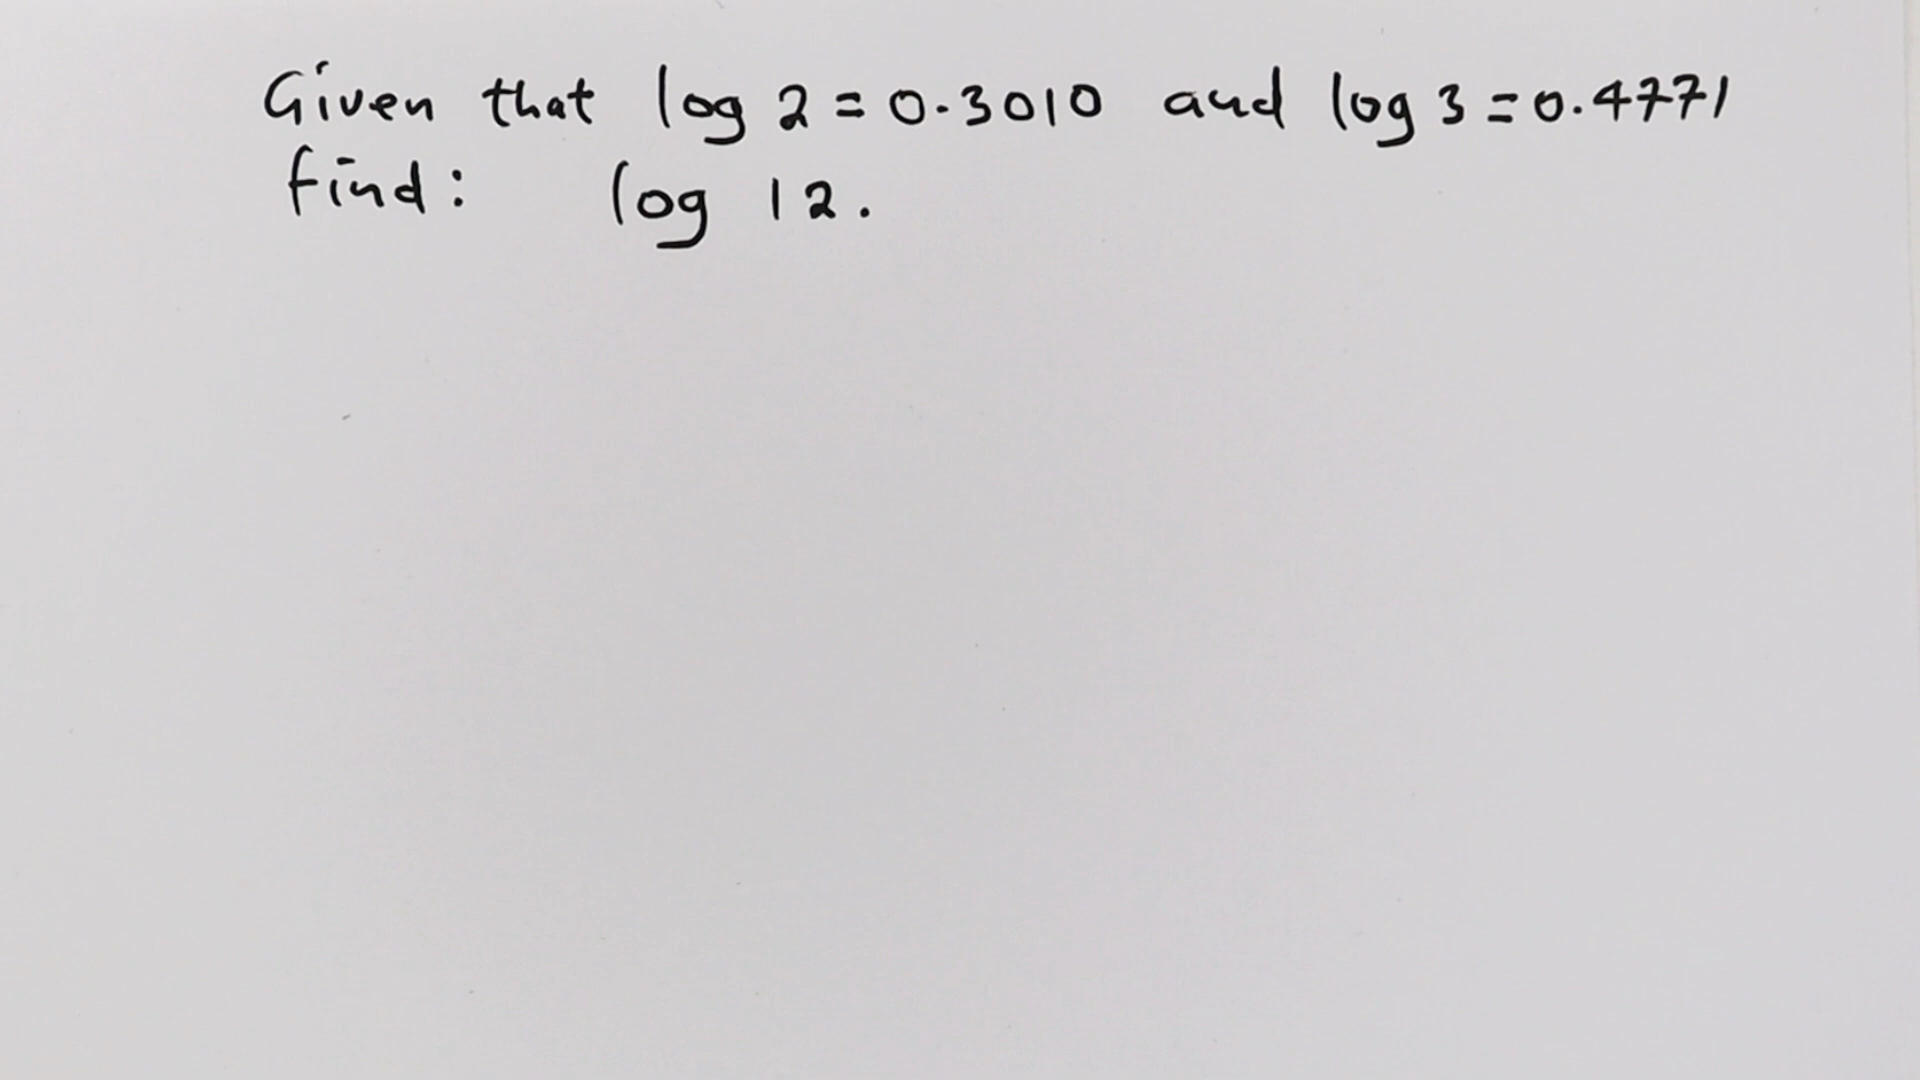 Given that log 2 = 0.3010 and log 3 = 0.4771
find: log 12.